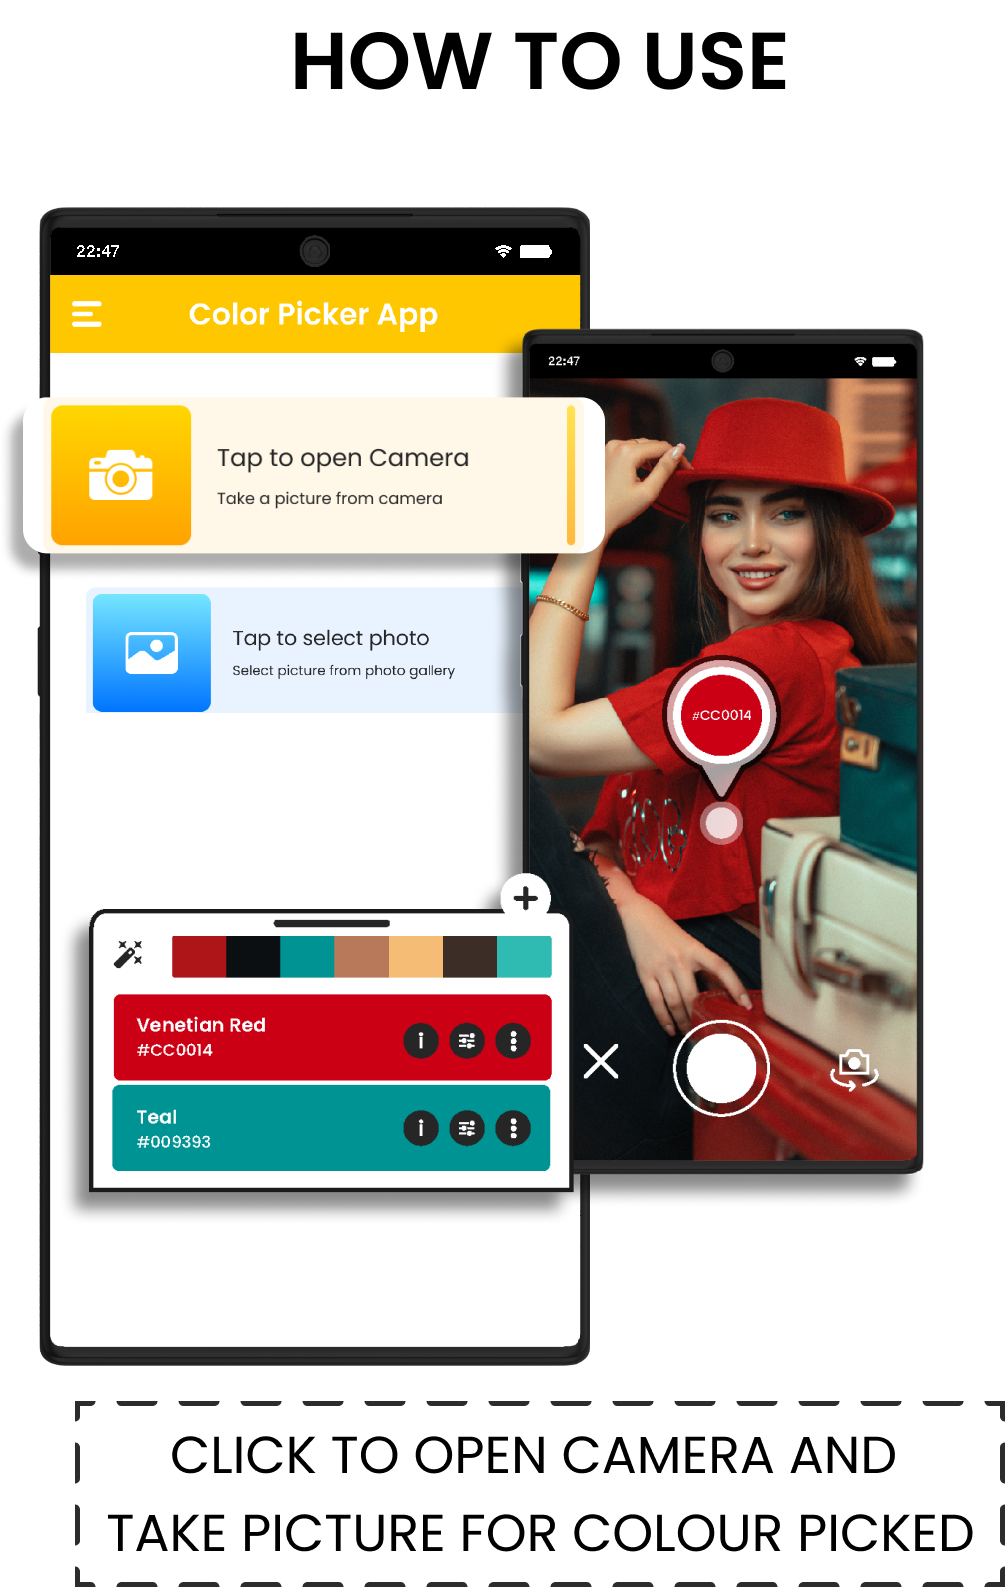 HOW TO USE
22:47
Color Picker App
22:47
Tap to open Camera
Take a picture from camera
Tap to select photo
Select picture from photo gallery
#CC0014
Venetian Red
#CC0014
Teal
#009393
CLICK TO OPEN CAMERA AND
TAKE PICTURE FOR COLOUR PICKED